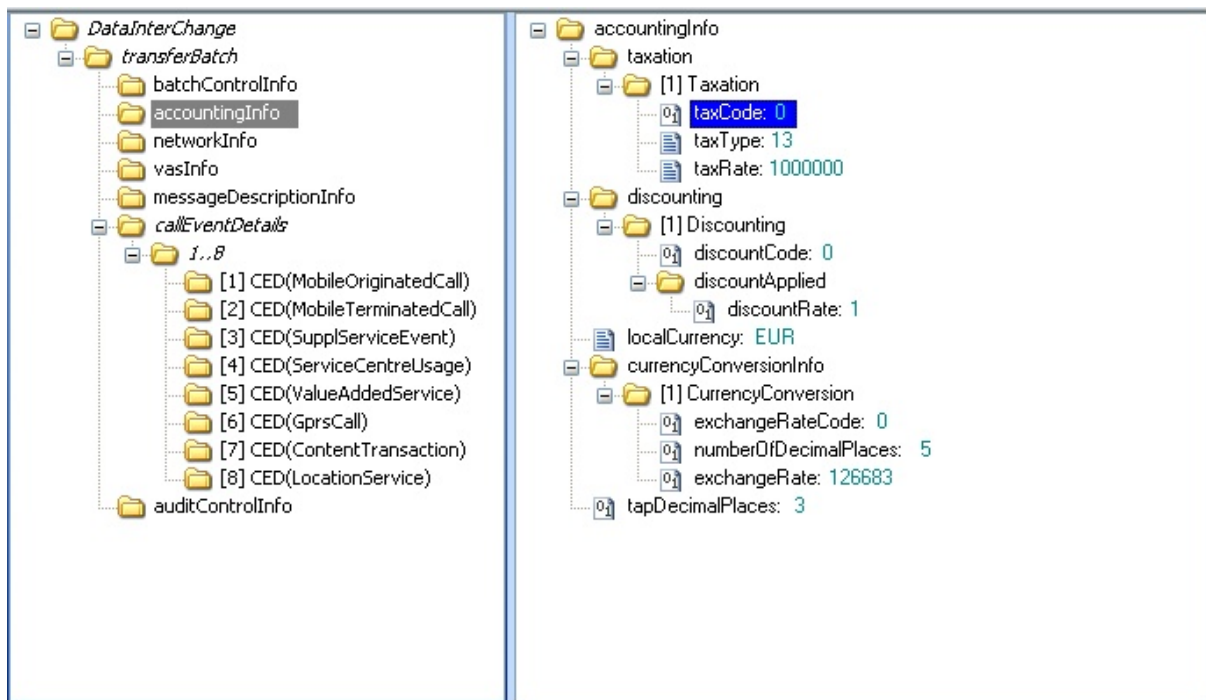 DataInterChange
transferBatch
batchControlInfo
accountingInfo
networkInfo
vasInfo
messageDescriptionInfo
callEventDetails
1..8
[1] CED(MobileOriginatedCall)
[2] CED(MobileTerminatedCall)
[3] CED(SupplServiceEvent)
[4] CED(ServiceCentreUsage)
[5] CED(ValueAddedService)
[6] CED(GprsCall)
[7] CED(ContentTransaction)
[8] CED(LocationService)
auditControlInfo
accountingInfo
taxation
[1] Taxation
taxCode: 0
taxType: 13
taxRate: 1000000
discounting
[1] Discounting
discountCode: 0
discountApplied
discountRate: 1
localCurrency: EUR
currencyConversionInfo
[1] CurrencyConversion
exchangeRateCode: 0
numberOfDecimalPlaces: 5
exchangeRate: 126683
tapDecimalPlaces: 3